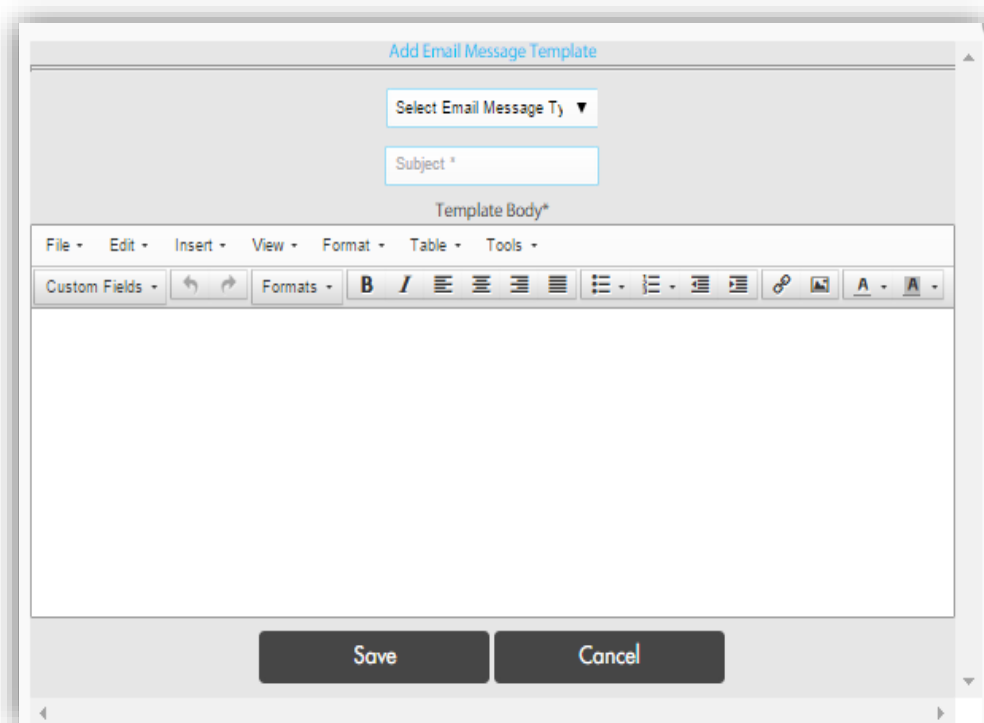 Add Email Message Template
Select Email Message Ty
Subject *
Template Body*
File Edit Insert View Format Table Tools
Custom Fields Formats B I A A
Save Cancel